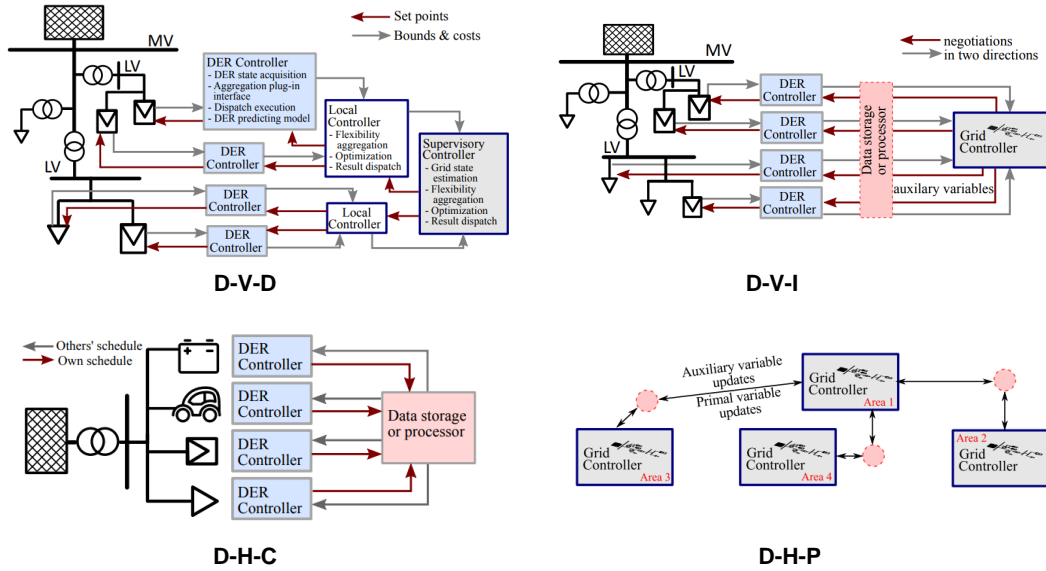 Set points
Bounds & costs
MV
LV
DER Controller
- DER state acquisition
- Aggregation plug-in
interface
- Dispatch execution
- DER predicting model
Local
Controller
- Flexibility
aggregation
- Optimization
- Result dispatch
Supervisory
Controller
- Grid state
estimation
- Flexibility
aggregation
- Optimization
- Result dispatch
DER
Controller
LV
DER
Controller
Local
Controller
DER
Controller
D-V-D
negotiations
in two directions
MV
LV
DER
Controller
DER
Controller
LV
DER
Controller
DER
Controller
Data storage
or processor
Grid
Controller
auxilary variables
D-V-I
Others' schedule
Own schedule
DER
Controller
DER
Controller
DER
Controller
DER
Controller
Data storage
or processor
D-H-C
Auxiliary variable
updates
Primal variable
updates
Grid
Controller
Area 1
Grid
Controller
Area 3
Grid
Controller
Area 4
Area 2
Grid
Controller
D-H-P